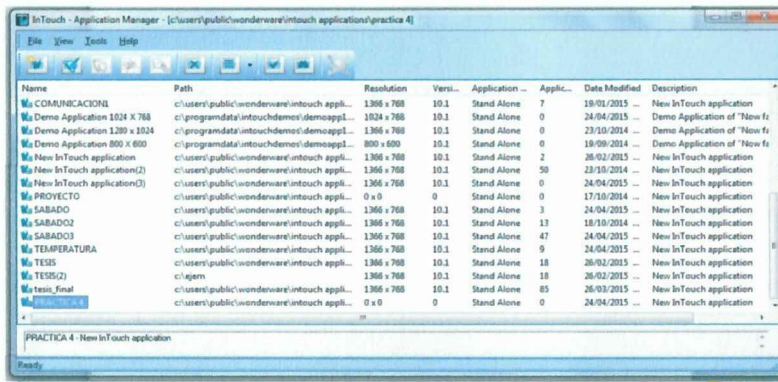 InTouch - Application Manager - [c:\users\public\wonderware\intouch applications\practica 4]
File View Tools Help
Name Path Resolution Versi... Application ... Applic... Date Modified Description
COMUNICACION1 c:\users\public\wonderware\intouch appli... 1366 x 768 10.1 Stand Alone 7 19/01/2015 ... New InTouch application
Demo Application 1024 X 768 c:\programdata\intouchdemos\demoapp1... 1024 x 768 10.1 Stand Alone 0 24/04/2015 ... Demo Application of "Now fa
Demo Application 1280 x 1024 c:\programdata\intouchdemos\demoapp1... 1366 x 768 10.1 Stand Alone 0 23/10/2014 ... Demo Application of "Now fa
Demo Application 800 X 600 c:\programdata\intouchdemos\demoapp1... 800 x 600 10.1 Stand Alone 0 19/09/2014 ... Demo Application of "Now fa
New InTouch application c:\users\public\wonderware\intouch appli... 1366 x 768 10.1 Stand Alone 2 26/02/2015 ... New InTouch application
New InTouch application(2) c:\users\public\wonderware\intouch appli... 1366 x 768 10.1 Stand Alone 50 23/10/2014 ... New InTouch application
New InTouch application(3) c:\users\public\wonderware\intouch appli... 1366 x 768 10.1 Stand Alone 0 24/04/2015 ... New InTouch application
PROYECTO c:\users\public\wonderware\intouch appli... 0 x 0 0 Stand Alone 0 17/10/2014 ... New InTouch application
SABADO c:\users\public\wonderware\intouch appli... 1366 x 768 10.1 Stand Alone 3 24/04/2015 ... New InTouch application
SABADO2 c:\users\public\wonderware\intouch appli... 1366 x 768 10.1 Stand Alone 13 18/10/2014 ... New InTouch application
SABADO3 c:\users\public\wonderware\intouch appli... 1366 x 768 10.1 Stand Alone 47 24/04/2015 ... New InTouch application
TEMPERATURA c:\users\public\wonderware\intouch appli... 1366 x 768 10.1 Stand Alone 9 24/04/2015 ... New InTouch application
TESIS c:\users\public\wonderware\intouch appli... 1366 x 768 10.1 Stand Alone 18 26/02/2015 ... New InTouch application
TESIS(2) c:\ejem 1366 x 768 10.1 Stand Alone 18 26/02/2015 ... New InTouch application
tesis_final c:\users\public\wonderware\intouch appli... 1366 x 768 10.1 Stand Alone 85 26/03/2015 ... New InTouch application
PRACTICA 4 c:\users\public\wonderware\intouch appli... 0 x 0 0 Stand Alone 0 24/04/2015 ... New InTouch application
PRACTICA 4 - New InTouch application
Ready